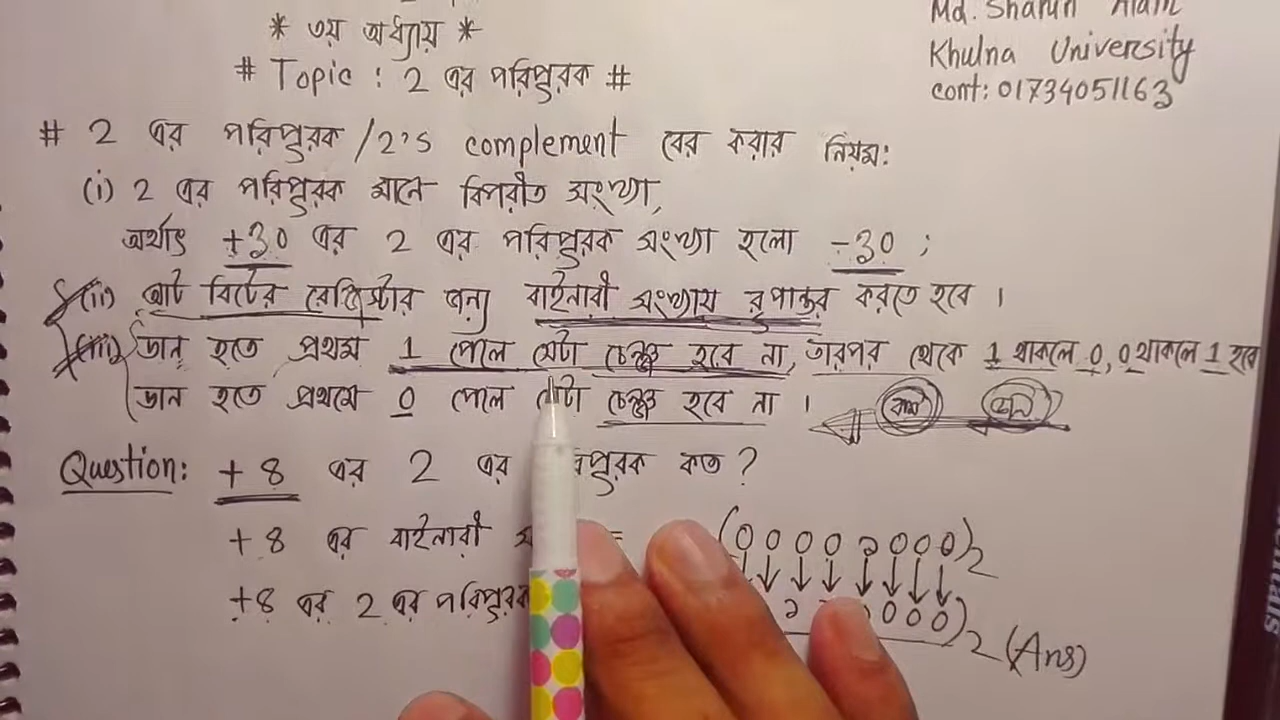 * ৩য় অধ্যায় *
Md. Sharun Alam
# Topic : 2 এর পরিপুরক #
Khulna University
cont: 01734051163
# 2 এর পরিপুরক /2's complement বের করার নিয়ম:
(i) 2 এর পরিপুরক মানে বিপরীত সংখ্যা,
অর্থাৎ +30 এর 2 এর পরিপুরক সংখ্যা হলো -30 ;
(ii) আট বিটের রেজিস্টার জন্য বাইনারী সংখ্যায় রুপান্তর করতে হবে ।
(iii) ডান হতে প্রথম 1 পেলে সেটা চেঞ্জ হবে না, তারপর থেকে 1 থাকলে 0, 0 থাকলে 1 হবে
ডান হতে প্রথমে 0 পেলে সেটা চেঞ্জ হবে না । বাম ডান
Question: +8 এর 2 এর পরিপুরক কত ?
+8 এর বাইনারী = (00001000)2
+8 এর 2 এর পরিপুরক 000)2 (Ans)